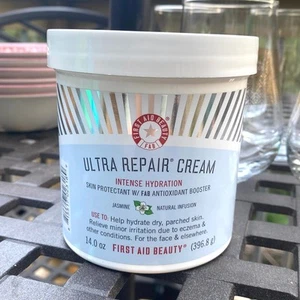 FIRST AID BEAUTY
FAB
ULTRA REPAIR® CREAM
INTENSE HYDRATION
SKIN PROTECTANT W/ FAB ANTIOXIDANT BOOSTER
JASMINE NATURAL INFUSION
USE TO: Help hydrate dry, parched skin.
Relieve minor irritation due to eczema &
other conditions. For the face & elsewhere.
14.0 oz FIRST AID BEAUTY® (396.8 g)